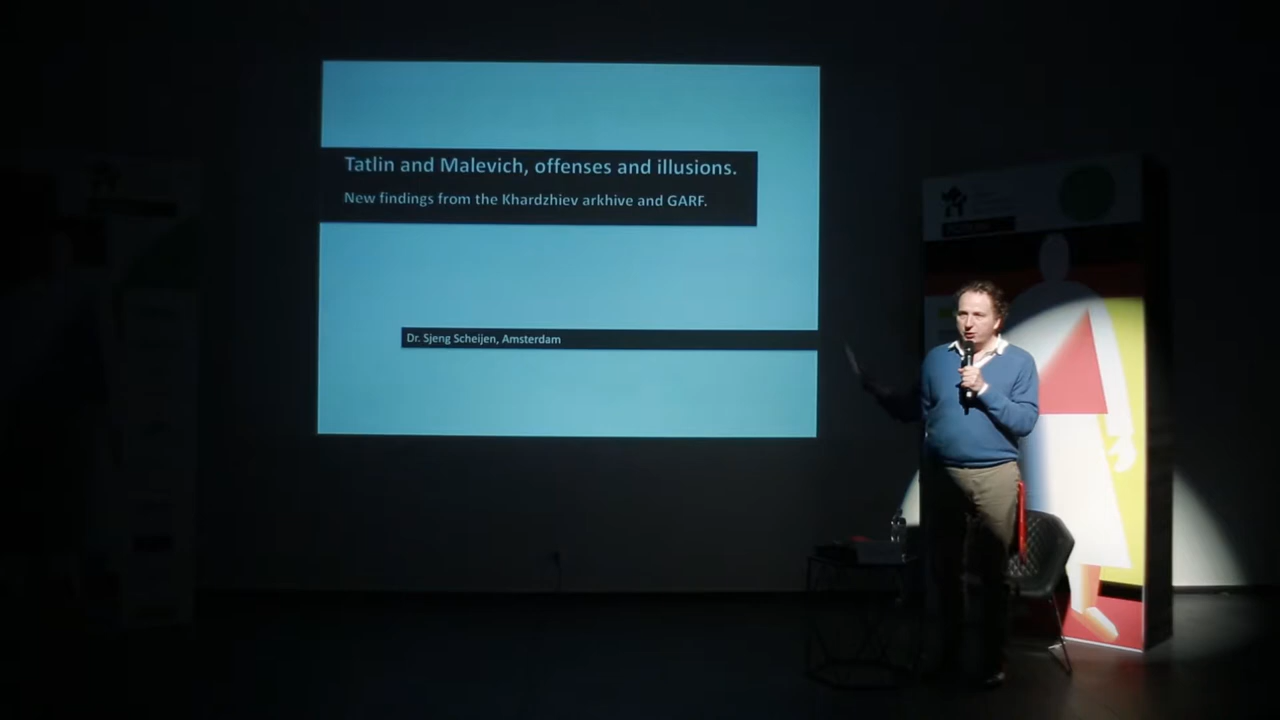 Tatlin and Malevich, offenses and illusions.
New findings from the Khardzhiev arkhive and GARF.
Dr. Sjeng Scheijen, Amsterdam